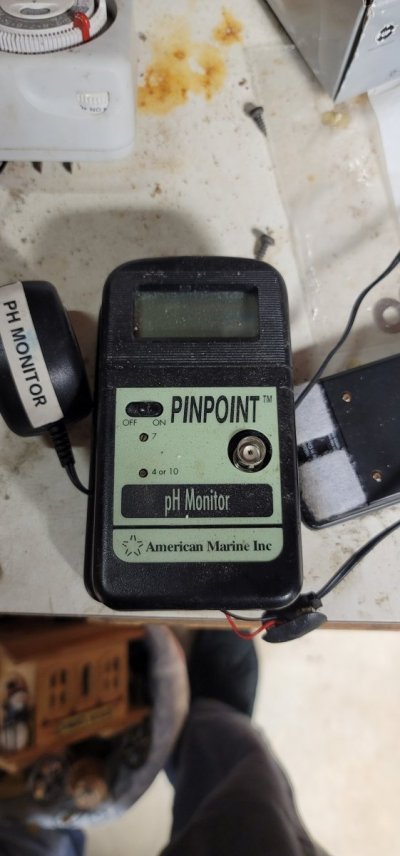 PH MONITOR
PINPOINT™
OFF ON
7
4 or 10
pH Monitor
American Marine Inc